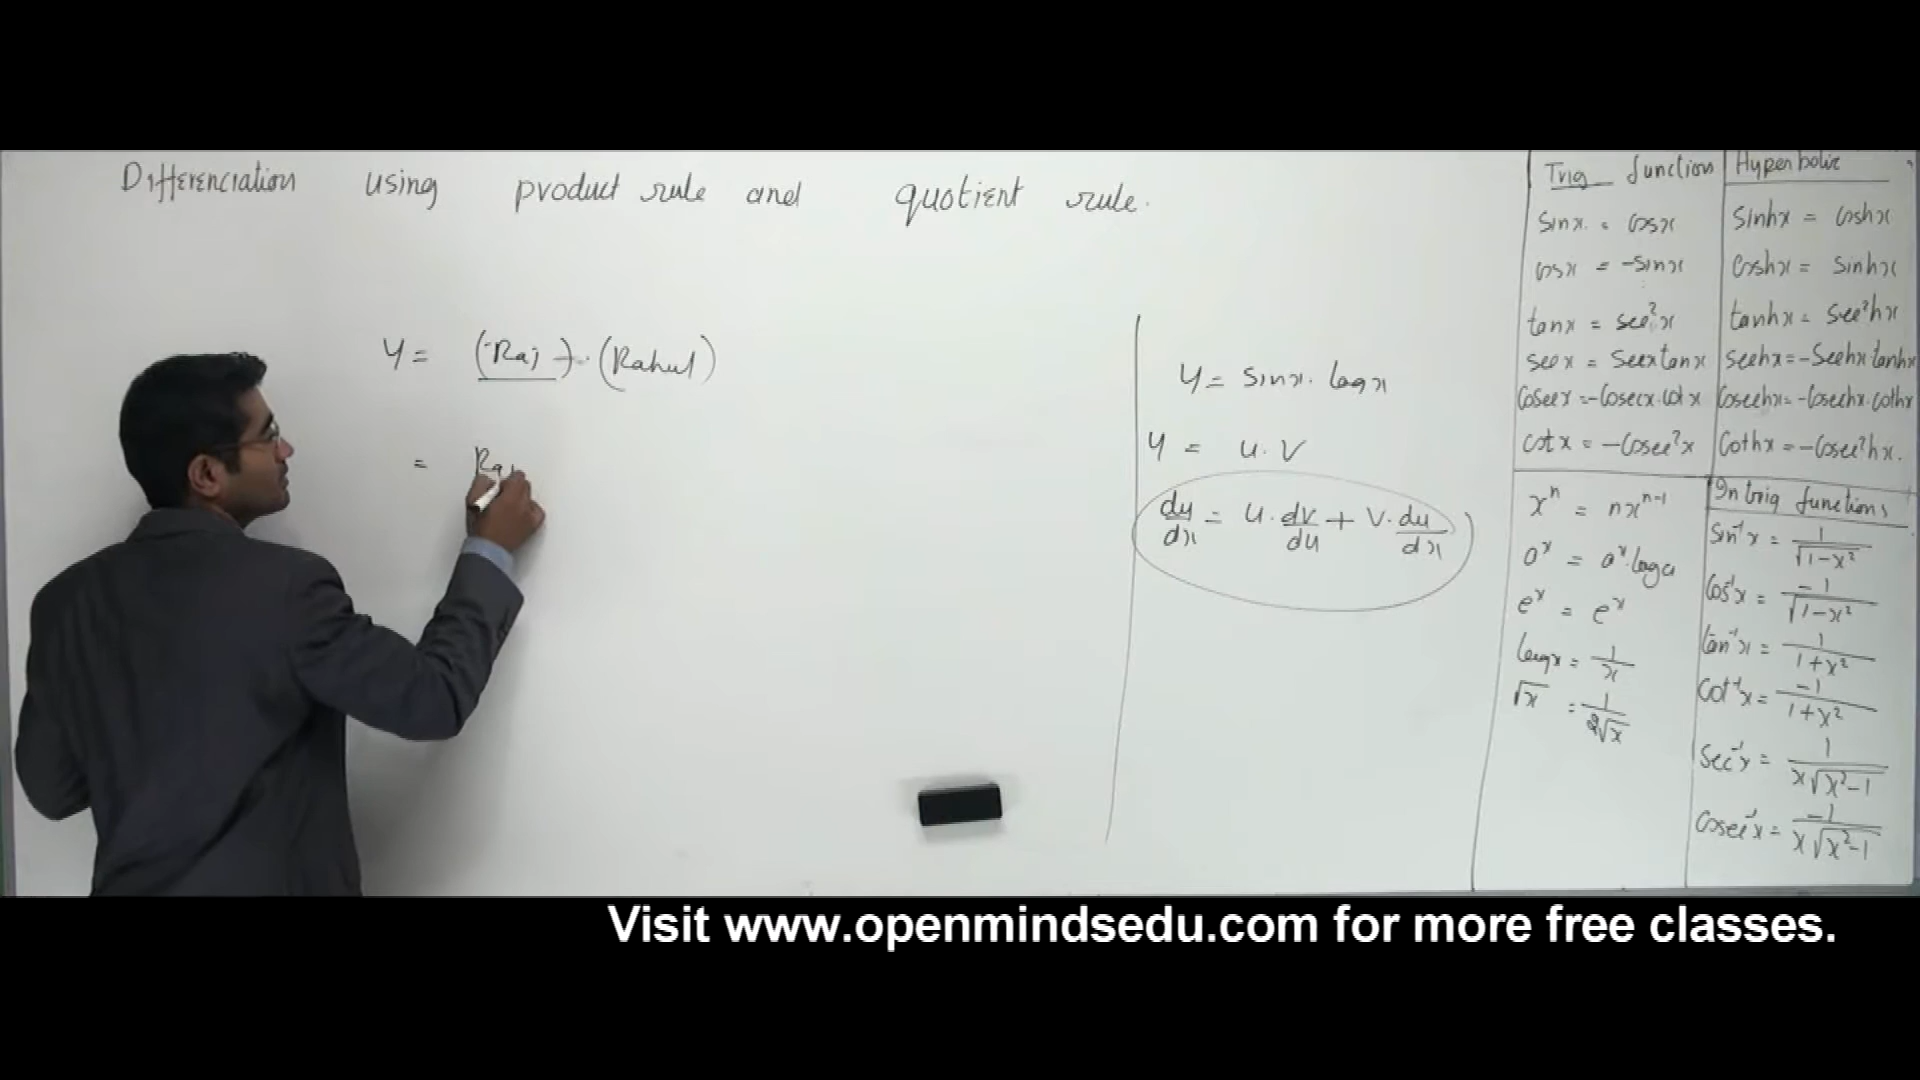 Differenciation using product rule and quotient rule.
Y = (Raj) · (Rahul)
= Raj
y = sinx · logx
y = u · v
dy/dx = u · dv/du + v · du/dx
Trig function
sinx = cosx
cosx = -sinx
tanx = sec²x
secx = secx tanx
cosecx = -cosecx · cotx
cotx = -cosec²x
Hyperbolic
sinhx = coshx
coshx = sinhx
tanhx = sec²hx
sechx = -sechx · tanhx
cosechx = -cosechx · cothx
cothx = -cosec²hx.
xⁿ = nxⁿ⁻¹
aˣ = aˣ · loga
eˣ = eˣ
logx = 1/x
√x = 1/2√x
In trig functions
sin⁻¹x = 1/√1-x²
cos⁻¹x = -1/√1-x²
tan⁻¹x = 1/1+x²
cot⁻¹x = -1/1+x²
sec⁻¹x = 1/x√x²-1
cosec⁻¹x = -1/x√x²-1
Visit www.openmindsedu.com for more free classes.